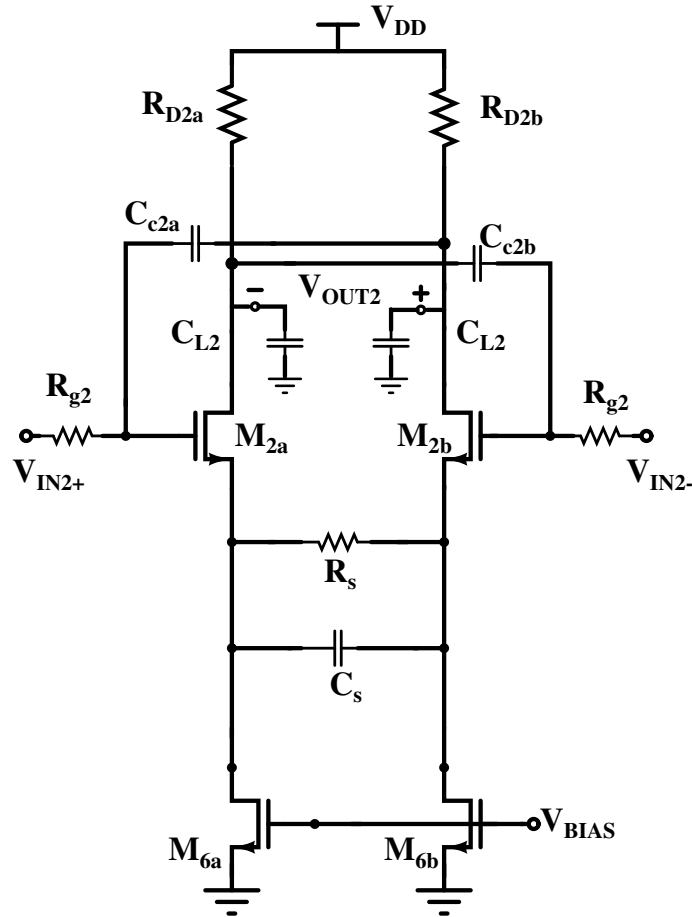 V_DD
R_D2a
R_D2b
C_c2a
C_c2b
− V_OUT2 +
C_L2
C_L2
R_g2
R_g2
M_2a
M_2b
V_IN2+
V_IN2-
R_s
C_s
V_BIAS
M_6a
M_6b